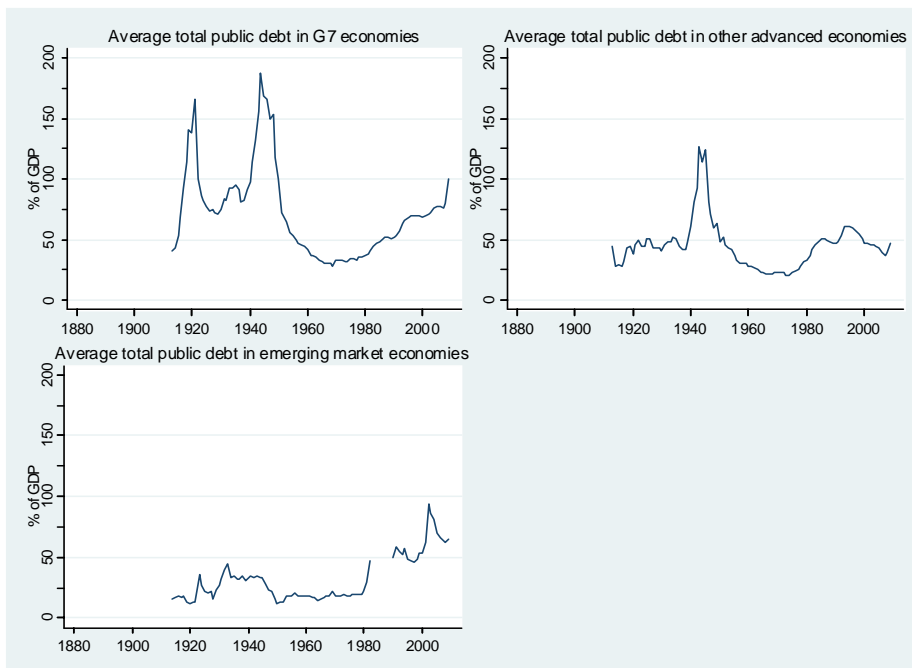 Average total public debt in G7 economies
200
150
100
50
0
% of GDP
1880 1900 1920 1940 1960 1980 2000
Average total public debt in other advanced economies
200
150
100
50
0
% of GDP
1880 1900 1920 1940 1960 1980 2000
Average total public debt in emerging market economies
200
150
100
50
0
% of GDP
1880 1900 1920 1940 1960 1980 2000